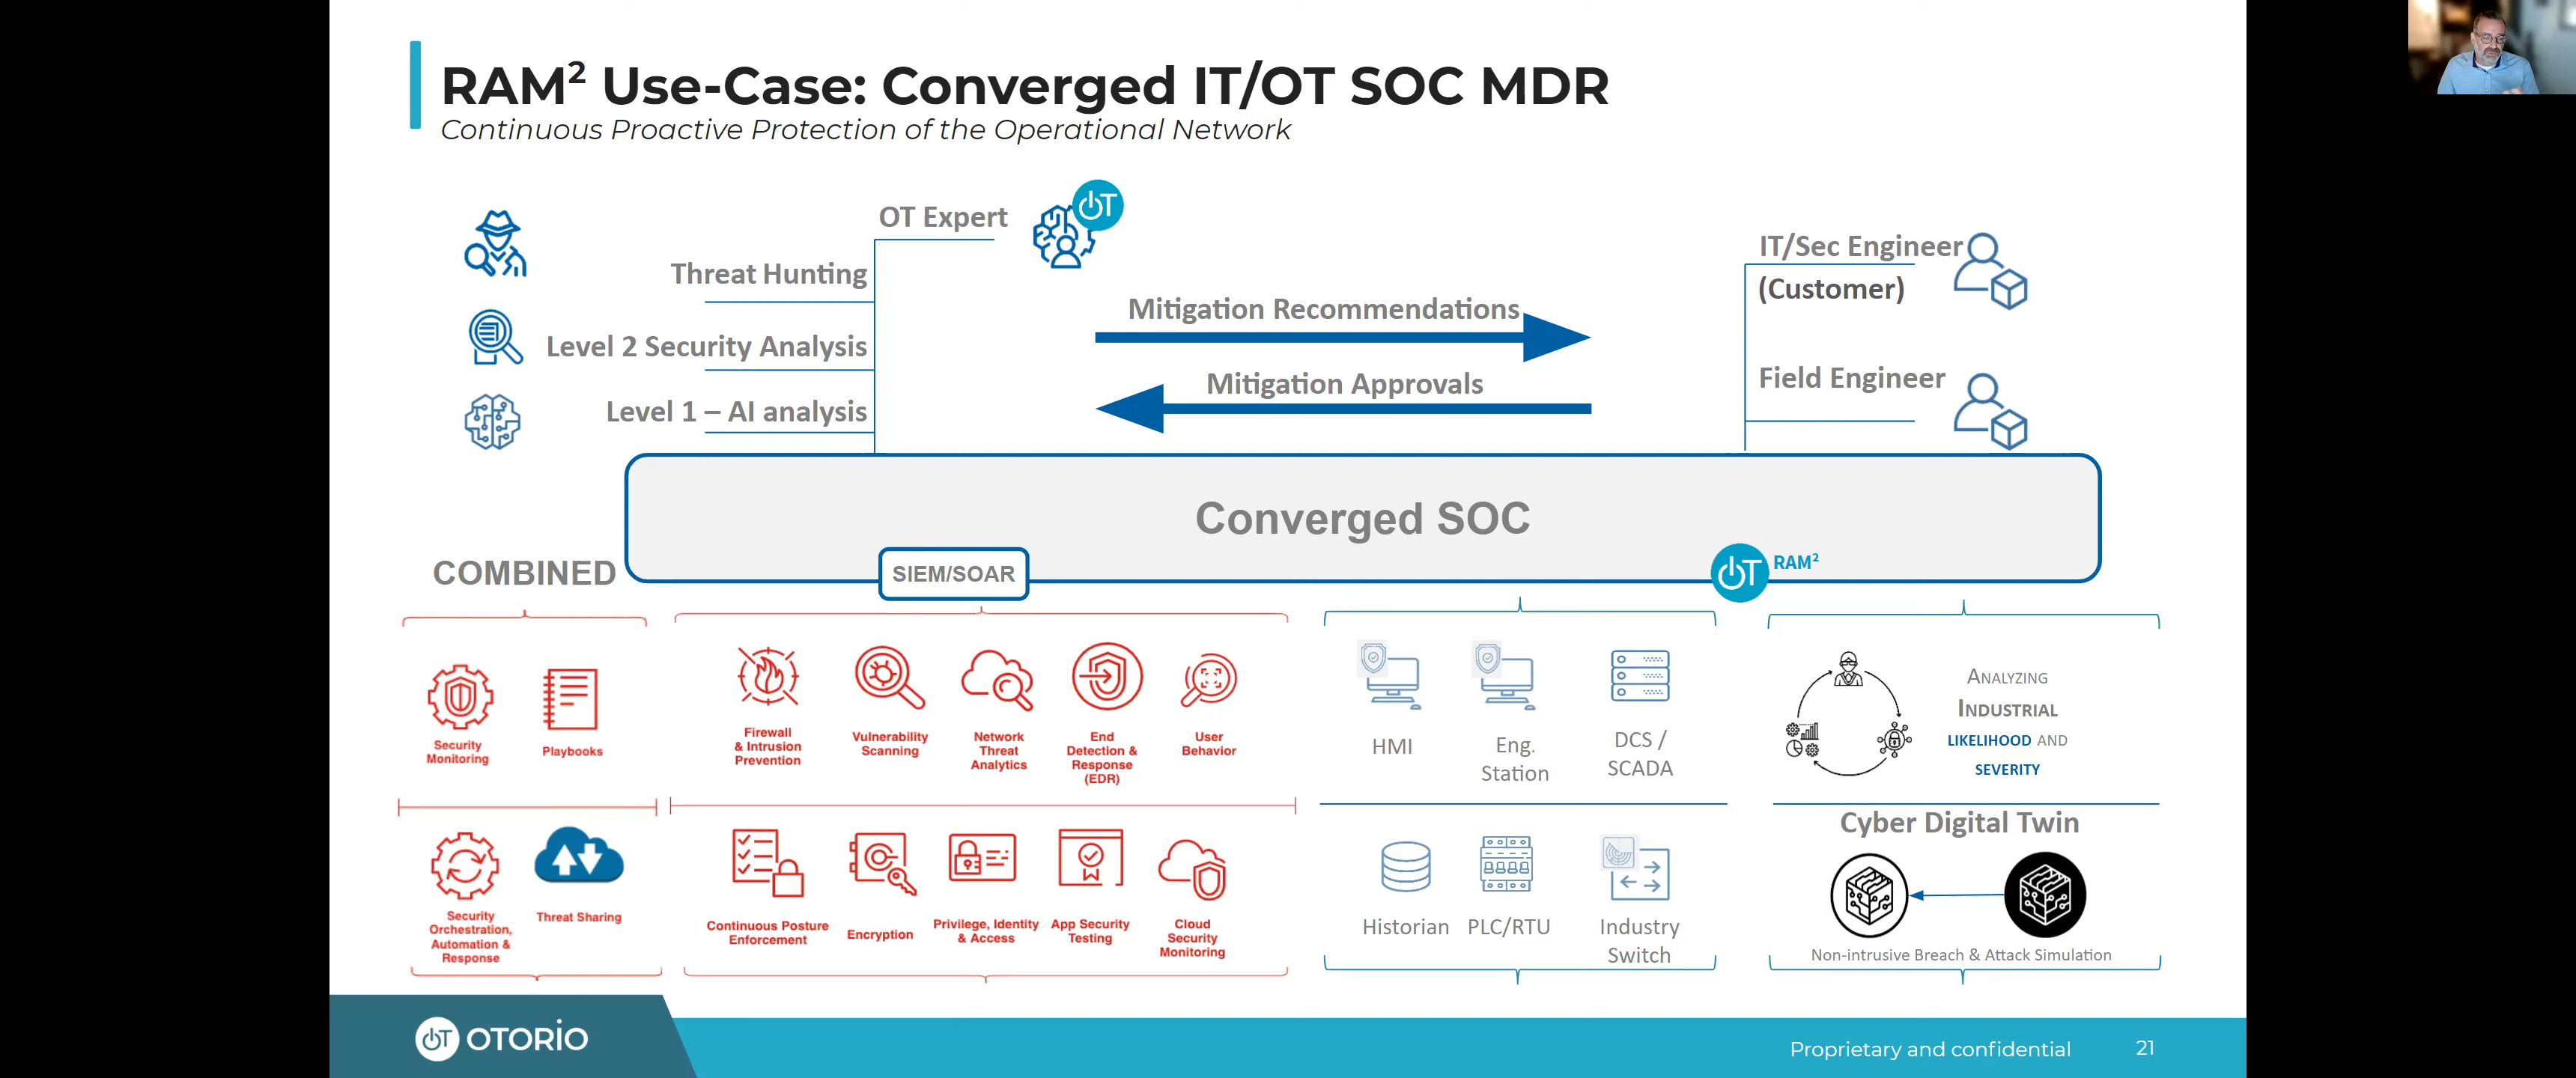 RAM² Use-Case: Converged IT/OT SOC MDR
Continuous Proactive Protection of the Operational Network
OT Expert
OT
Threat Hunting
Level 2 Security Analysis
Level 1 – AI analysis
Mitigation Recommendations
Mitigation Approvals
IT/Sec Engineer
(Customer)
Field Engineer
Converged SOC
COMBINED
SIEM/SOAR
OT RAM²
Security
Monitoring
Playbooks
Firewall
& Intrusion
Prevention
Vulnerability
Scanning
Network
Threat
Analytics
End
Detection &
Response
(EDR)
User
Behavior
HMI
Eng.
Station
DCS /
SCADA
ANALYZING
INDUSTRIAL
LIKELIHOOD AND
SEVERITY
Security
Orchestration,
Automation &
Response
Threat Sharing
Continuous Posture
Enforcement
Encryption
Privilege, Identity
& Access
App Security
Testing
Cloud
Security
Monitoring
Historian
PLC/RTU
Industry
Switch
Cyber Digital Twin
Non-intrusive Breach & Attack Simulation
OT OTORIO
Proprietary and confidential
21